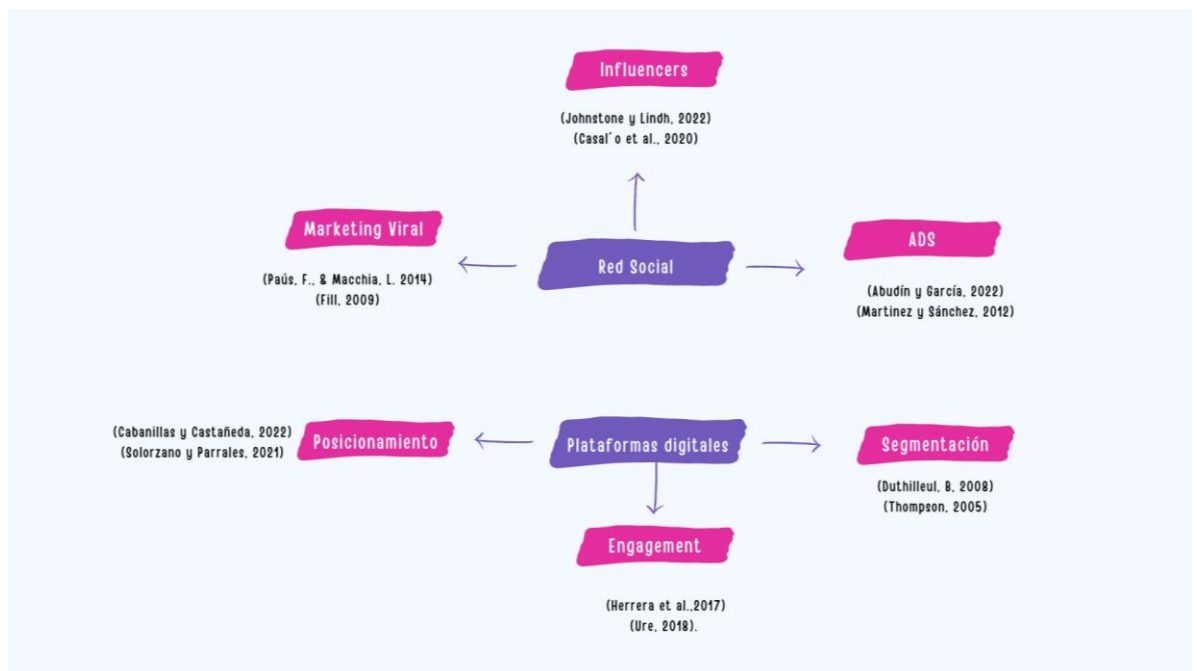 Influencers
(Johnstone y Lindh, 2022)
(Casal´o et al., 2020)
Marketing Viral
(Paús, F., & Macchia, L. 2014)
(Fill, 2009)
Red Social
ADS
(Abudín y García, 2022)
(Martinez y Sánchez, 2012)
(Cabanillas y Castañeda, 2022)
(Solorzano y Parrales, 2021)
Posicionamiento
Plataformas digitales
Segmentación
(Duthilleul, B, 2008)
(Thompson, 2005)
Engagement
(Herrera et al.,2017)
(Ure, 2018).